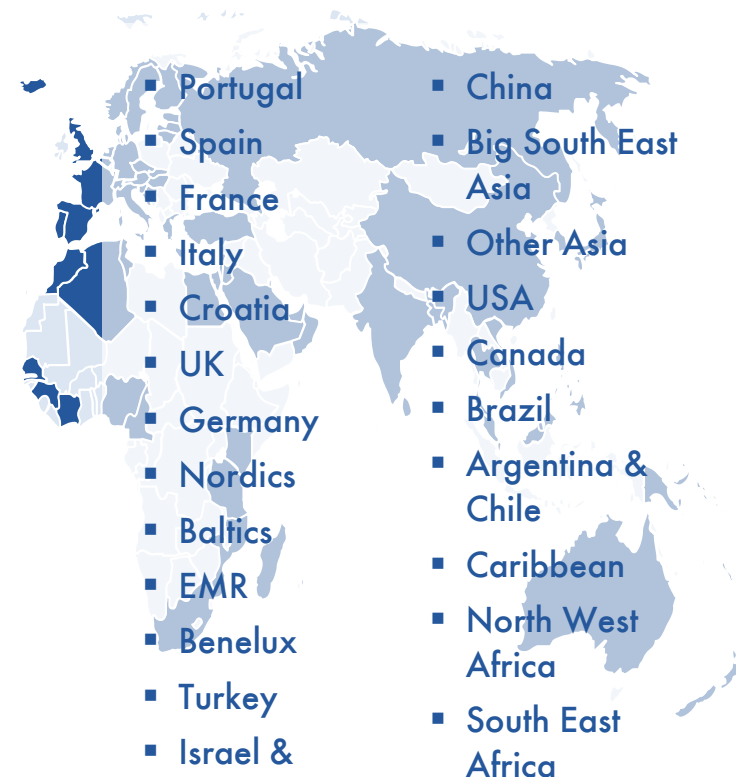 ▪ Portugal
▪ Spain
▪ France
▪ Italy
▪ Croatia
▪ UK
▪ Germany
▪ Nordics
▪ Baltics
▪ EMR
▪ Benelux
▪ Turkey
▪ Israel &
▪ China
▪ Big South East
Asia
▪ Other Asia
▪ USA
▪ Canada
▪ Brazil
▪ Argentina &
Chile
▪ Caribbean
▪ North West
Africa
▪ South East
Africa